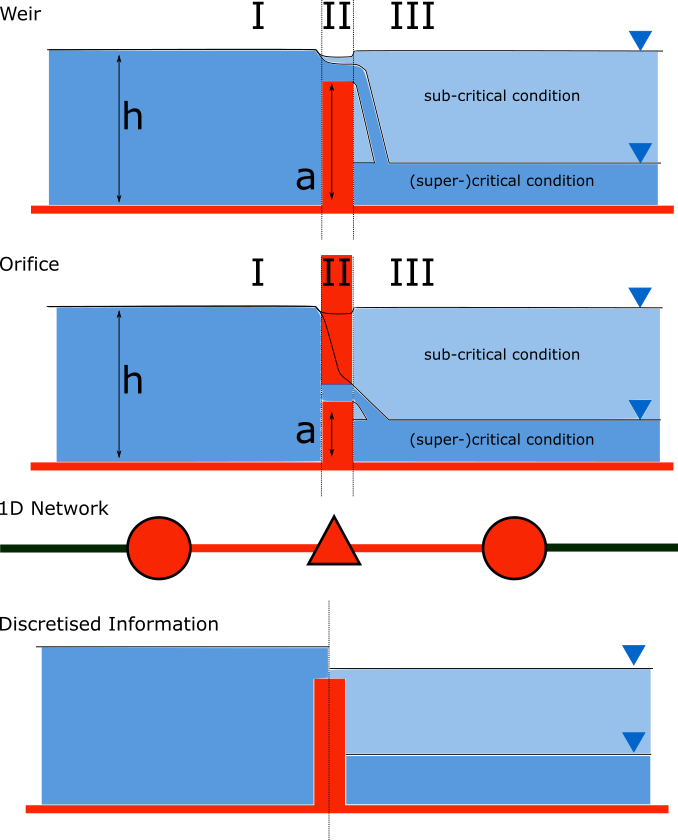 Weir
I II III
h
a
sub-critical condition
(super-)critical condition
Orifice
I II III
h
a
sub-critical condition
(super-)critical condition
1D Network
Discretised Information